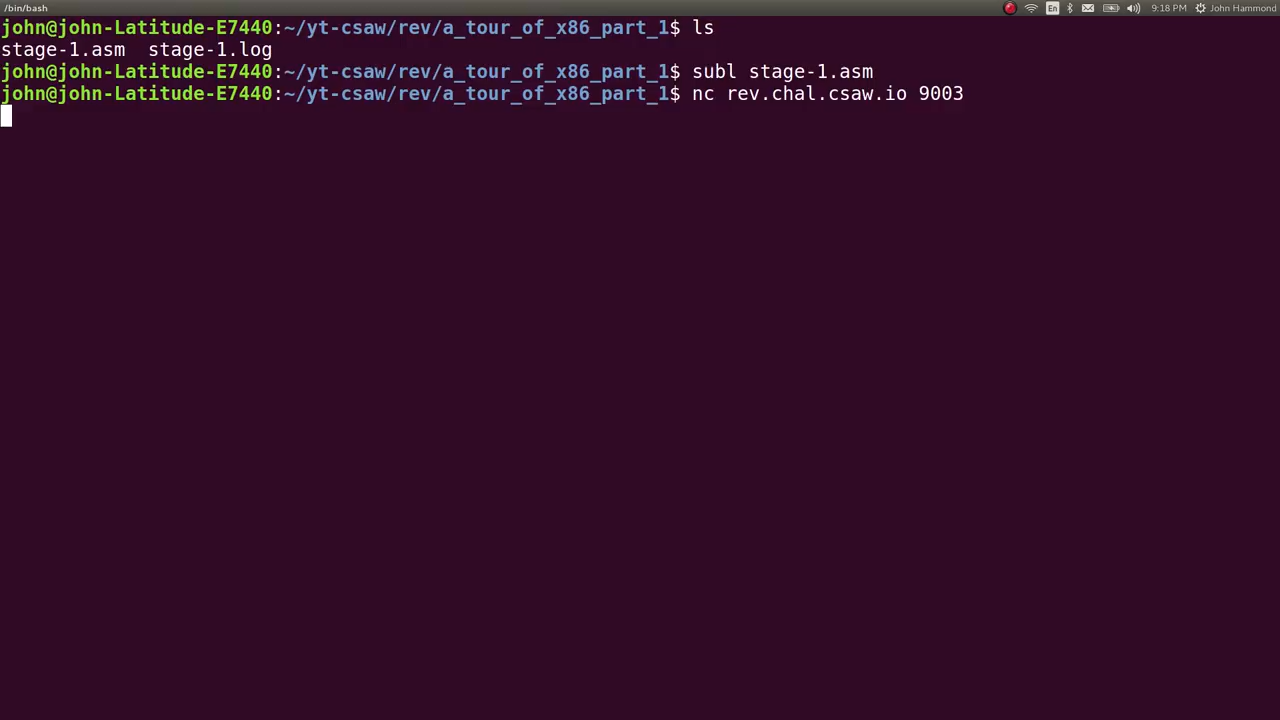 /bin/bash
En
9:18 PM
John Hammond
john@john-Latitude-E7440:~/yt-csaw/rev/a_tour_of_x86_part_1$ ls
stage-1.asm  stage-1.log
john@john-Latitude-E7440:~/yt-csaw/rev/a_tour_of_x86_part_1$ subl stage-1.asm
john@john-Latitude-E7440:~/yt-csaw/rev/a_tour_of_x86_part_1$ nc rev.chal.csaw.io 9003